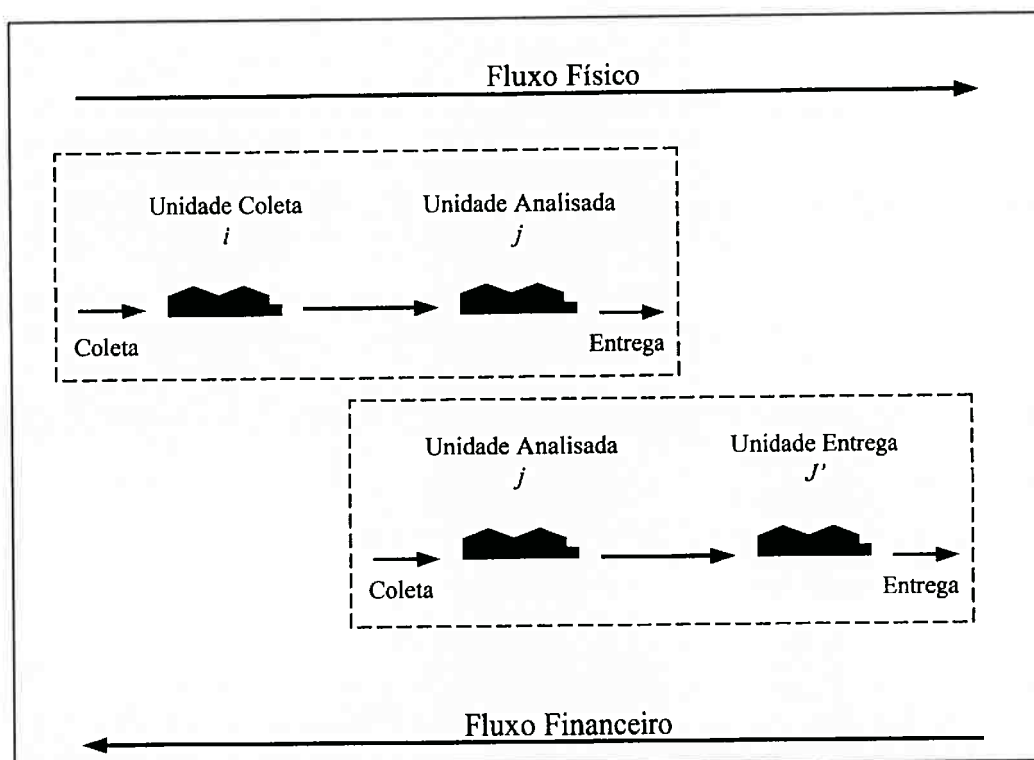 Fluxo Físico
Unidade Coleta
i
Unidade Analisada
j
Coleta
Entrega
Unidade Analisada
j
Unidade Entrega
J'
Coleta
Entrega
Fluxo Financeiro